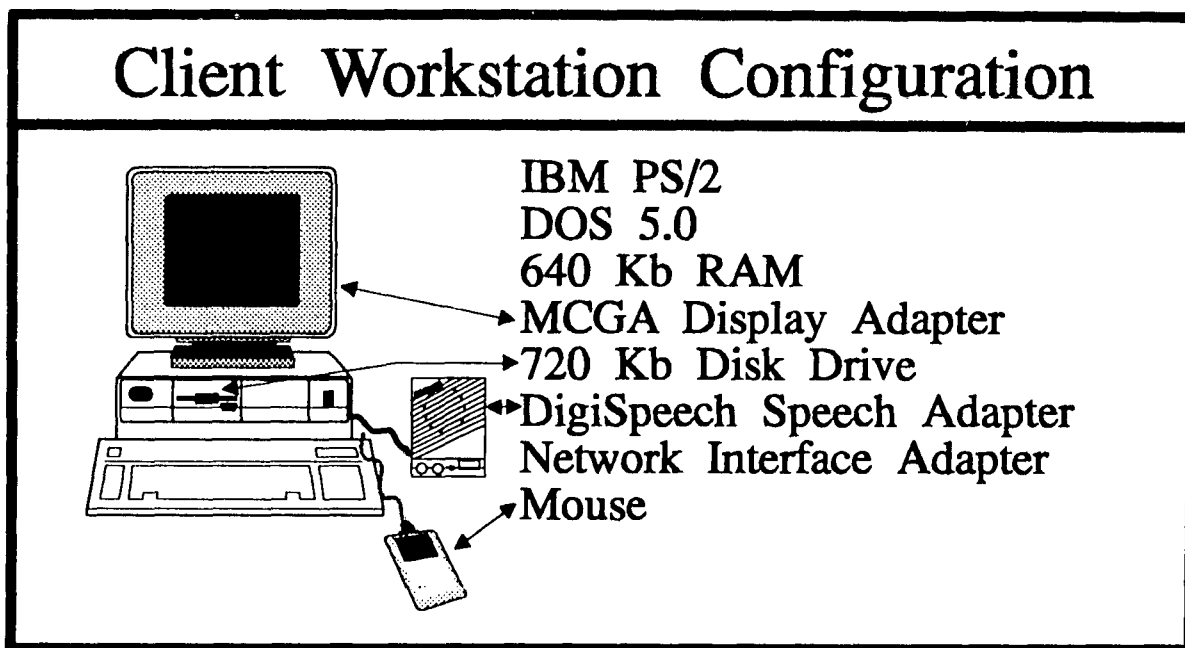 Client Workstation Configuration
IBM PS/2
DOS 5.0
640 Kb RAM
MCGA Display Adapter
720 Kb Disk Drive
DigiSpeech Speech Adapter
Network Interface Adapter
Mouse